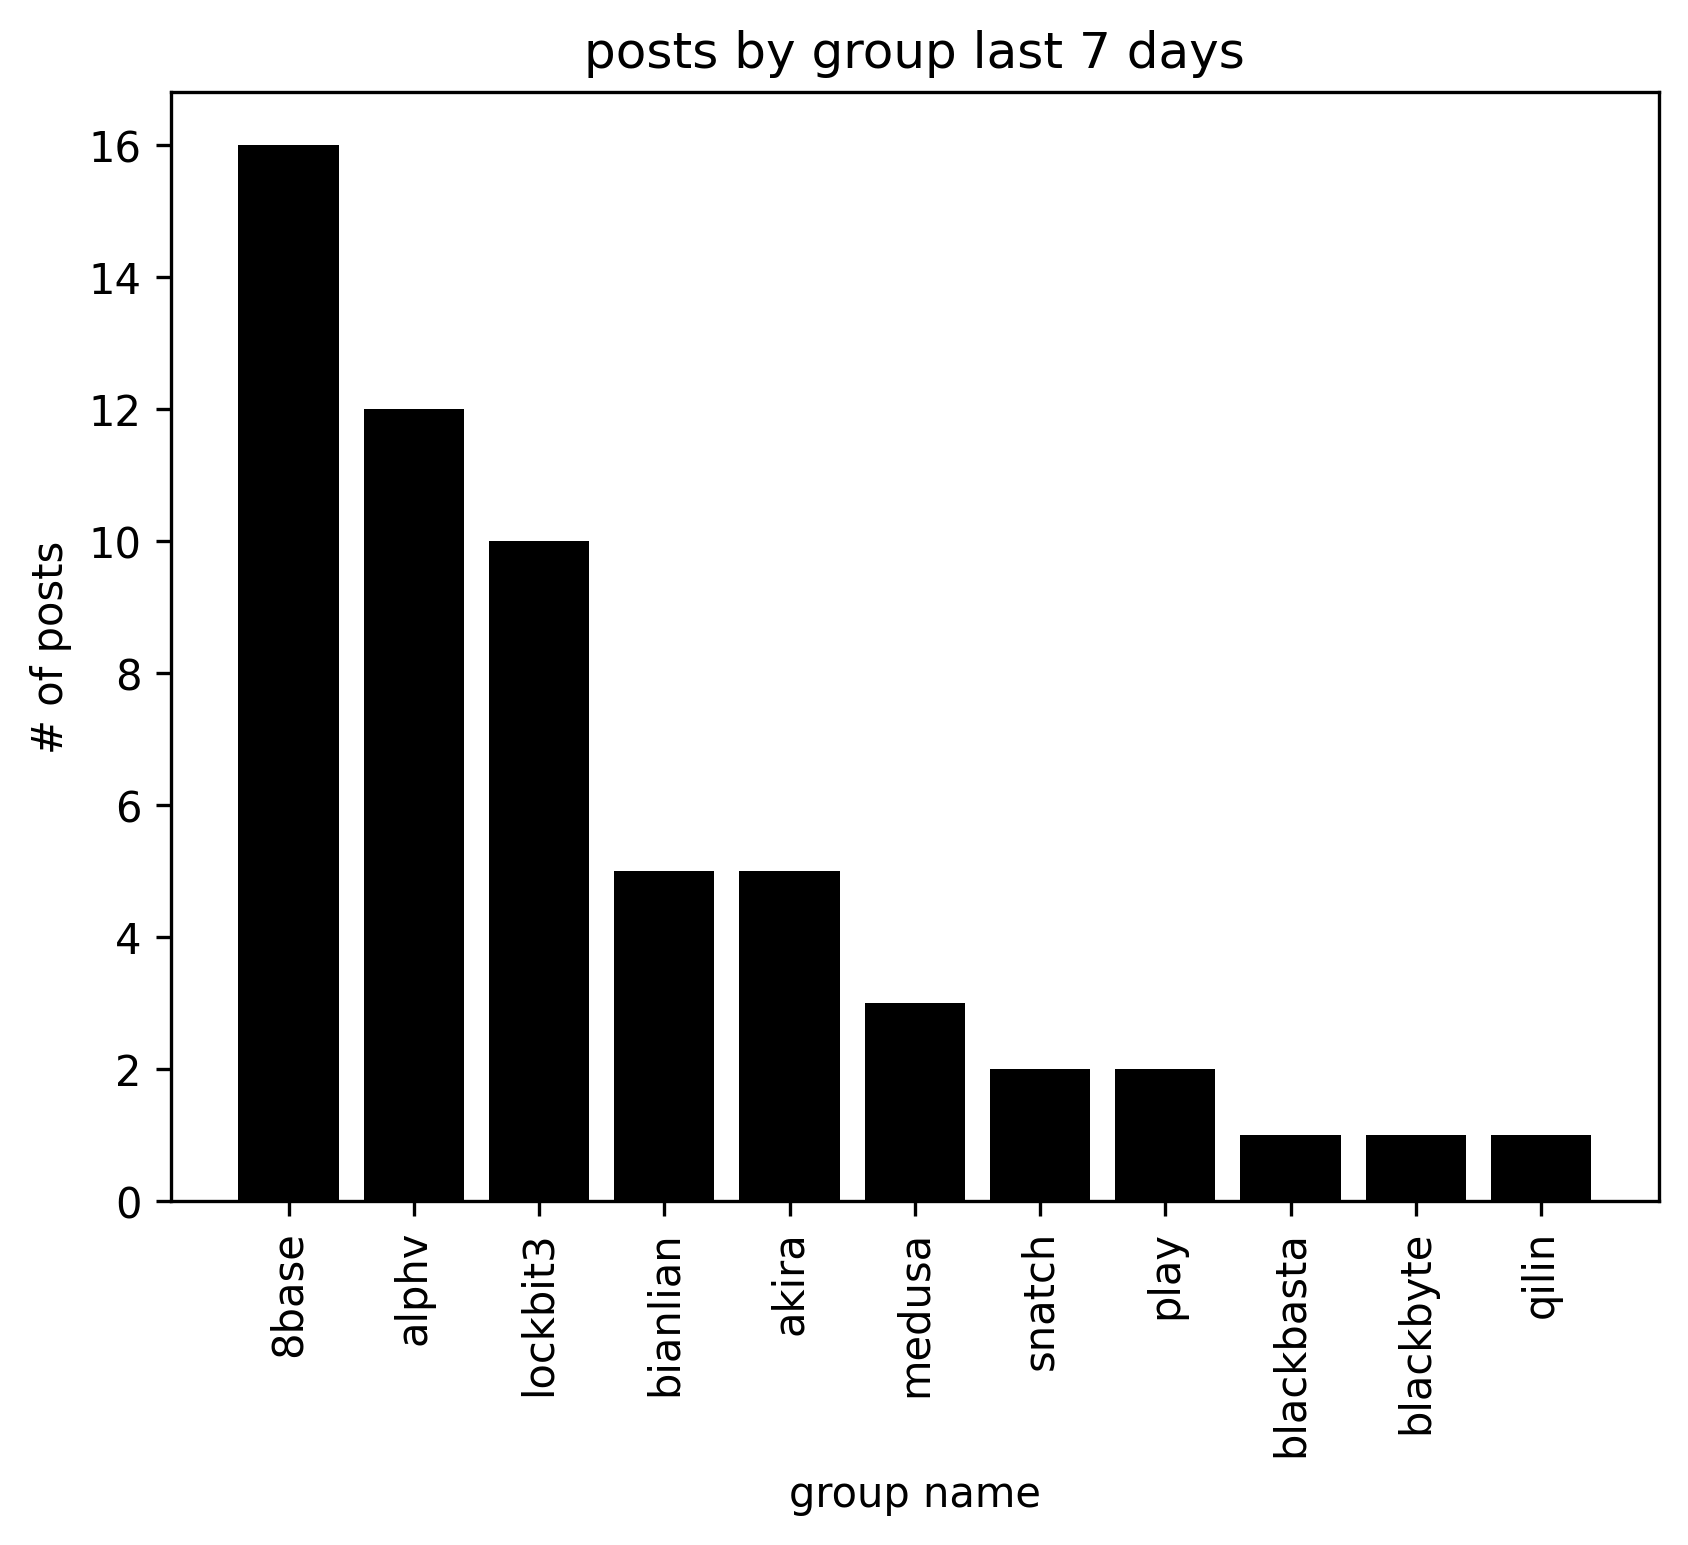 posts by group last 7 days
# of posts
16
14
12
10
8
6
4
2
0
8base
alphv
lockbit3
bianlian
akira
medusa
snatch
play
blackbasta
blackbyte
qilin
group name